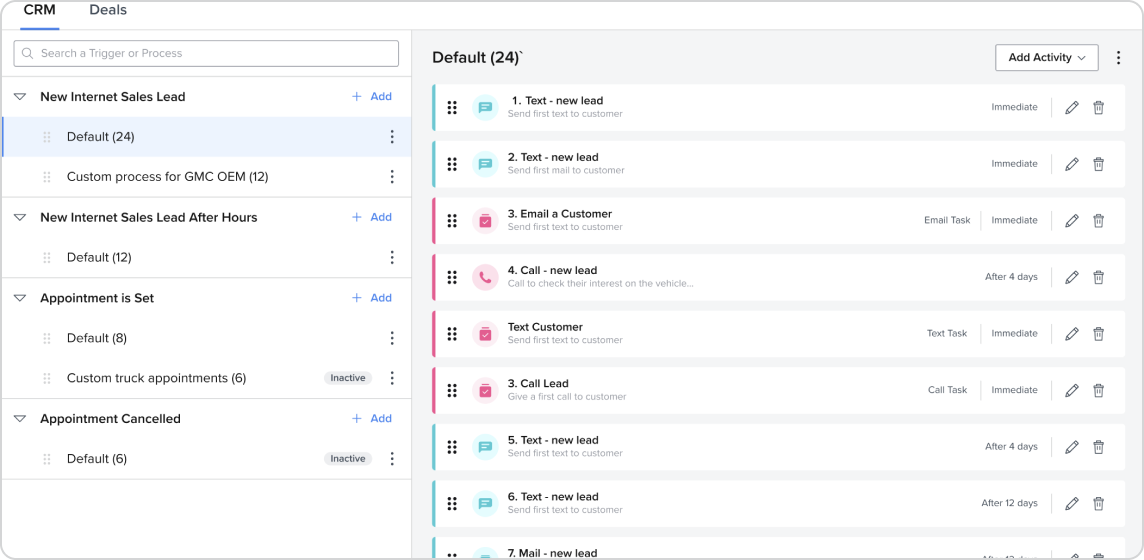 CRM
Deals
Search a Trigger or Process
New Internet Sales Lead
+ Add
Default (24)
Custom process for GMC OEM (12)
New Internet Sales Lead After Hours
+ Add
Default (12)
Appointment is Set
+ Add
Default (8)
Custom truck appointments (6)
Inactive
Appointment Cancelled
+ Add
Default (6)
Inactive
Default (24)`
Add Activity
1. Text - new lead
Send first text to customer
Immediate
2. Text - new lead
Send first mail to customer
Immediate
3. Email a Customer
Send first text to customer
Email Task
Immediate
4. Call - new lead
Call to check their interest on the vehicle...
After 4 days
Text Customer
Send first text to customer
Text Task
Immediate
3. Call Lead
Give a first call to customer
Call Task
Immediate
5. Text - new lead
Send first text to customer
After 4 days
6. Text - new lead
Send first text to customer
After 12 days
7. Mail - new lead
After 12 days